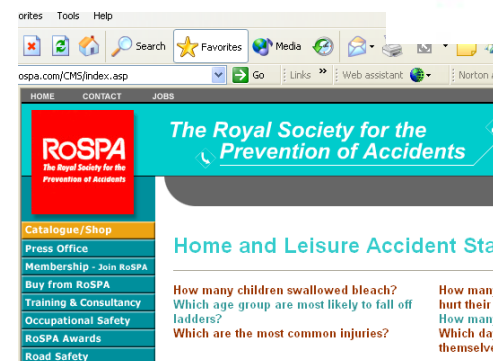 orites Tools Help
Search Favorites Media
ospa.com/CMS/index.asp Go Links » Web assistant Norton
HOME CONTACT JOBS
RoSPA
The Royal Society for the
Prevention of Accidents
The Royal Society for the
Prevention of Accidents
Catalogue/Shop
Press Office
Membership - Join RoSPA
Buy from RoSPA
Training & Consultancy
Occupational Safety
RoSPA Awards
Road Safety
Home and Leisure Accident Sta
How many children swallowed bleach?
Which age group are most likely to fall off
ladders?
Which are the most common injuries?
How many
hurt their
How many
Which da
themselve